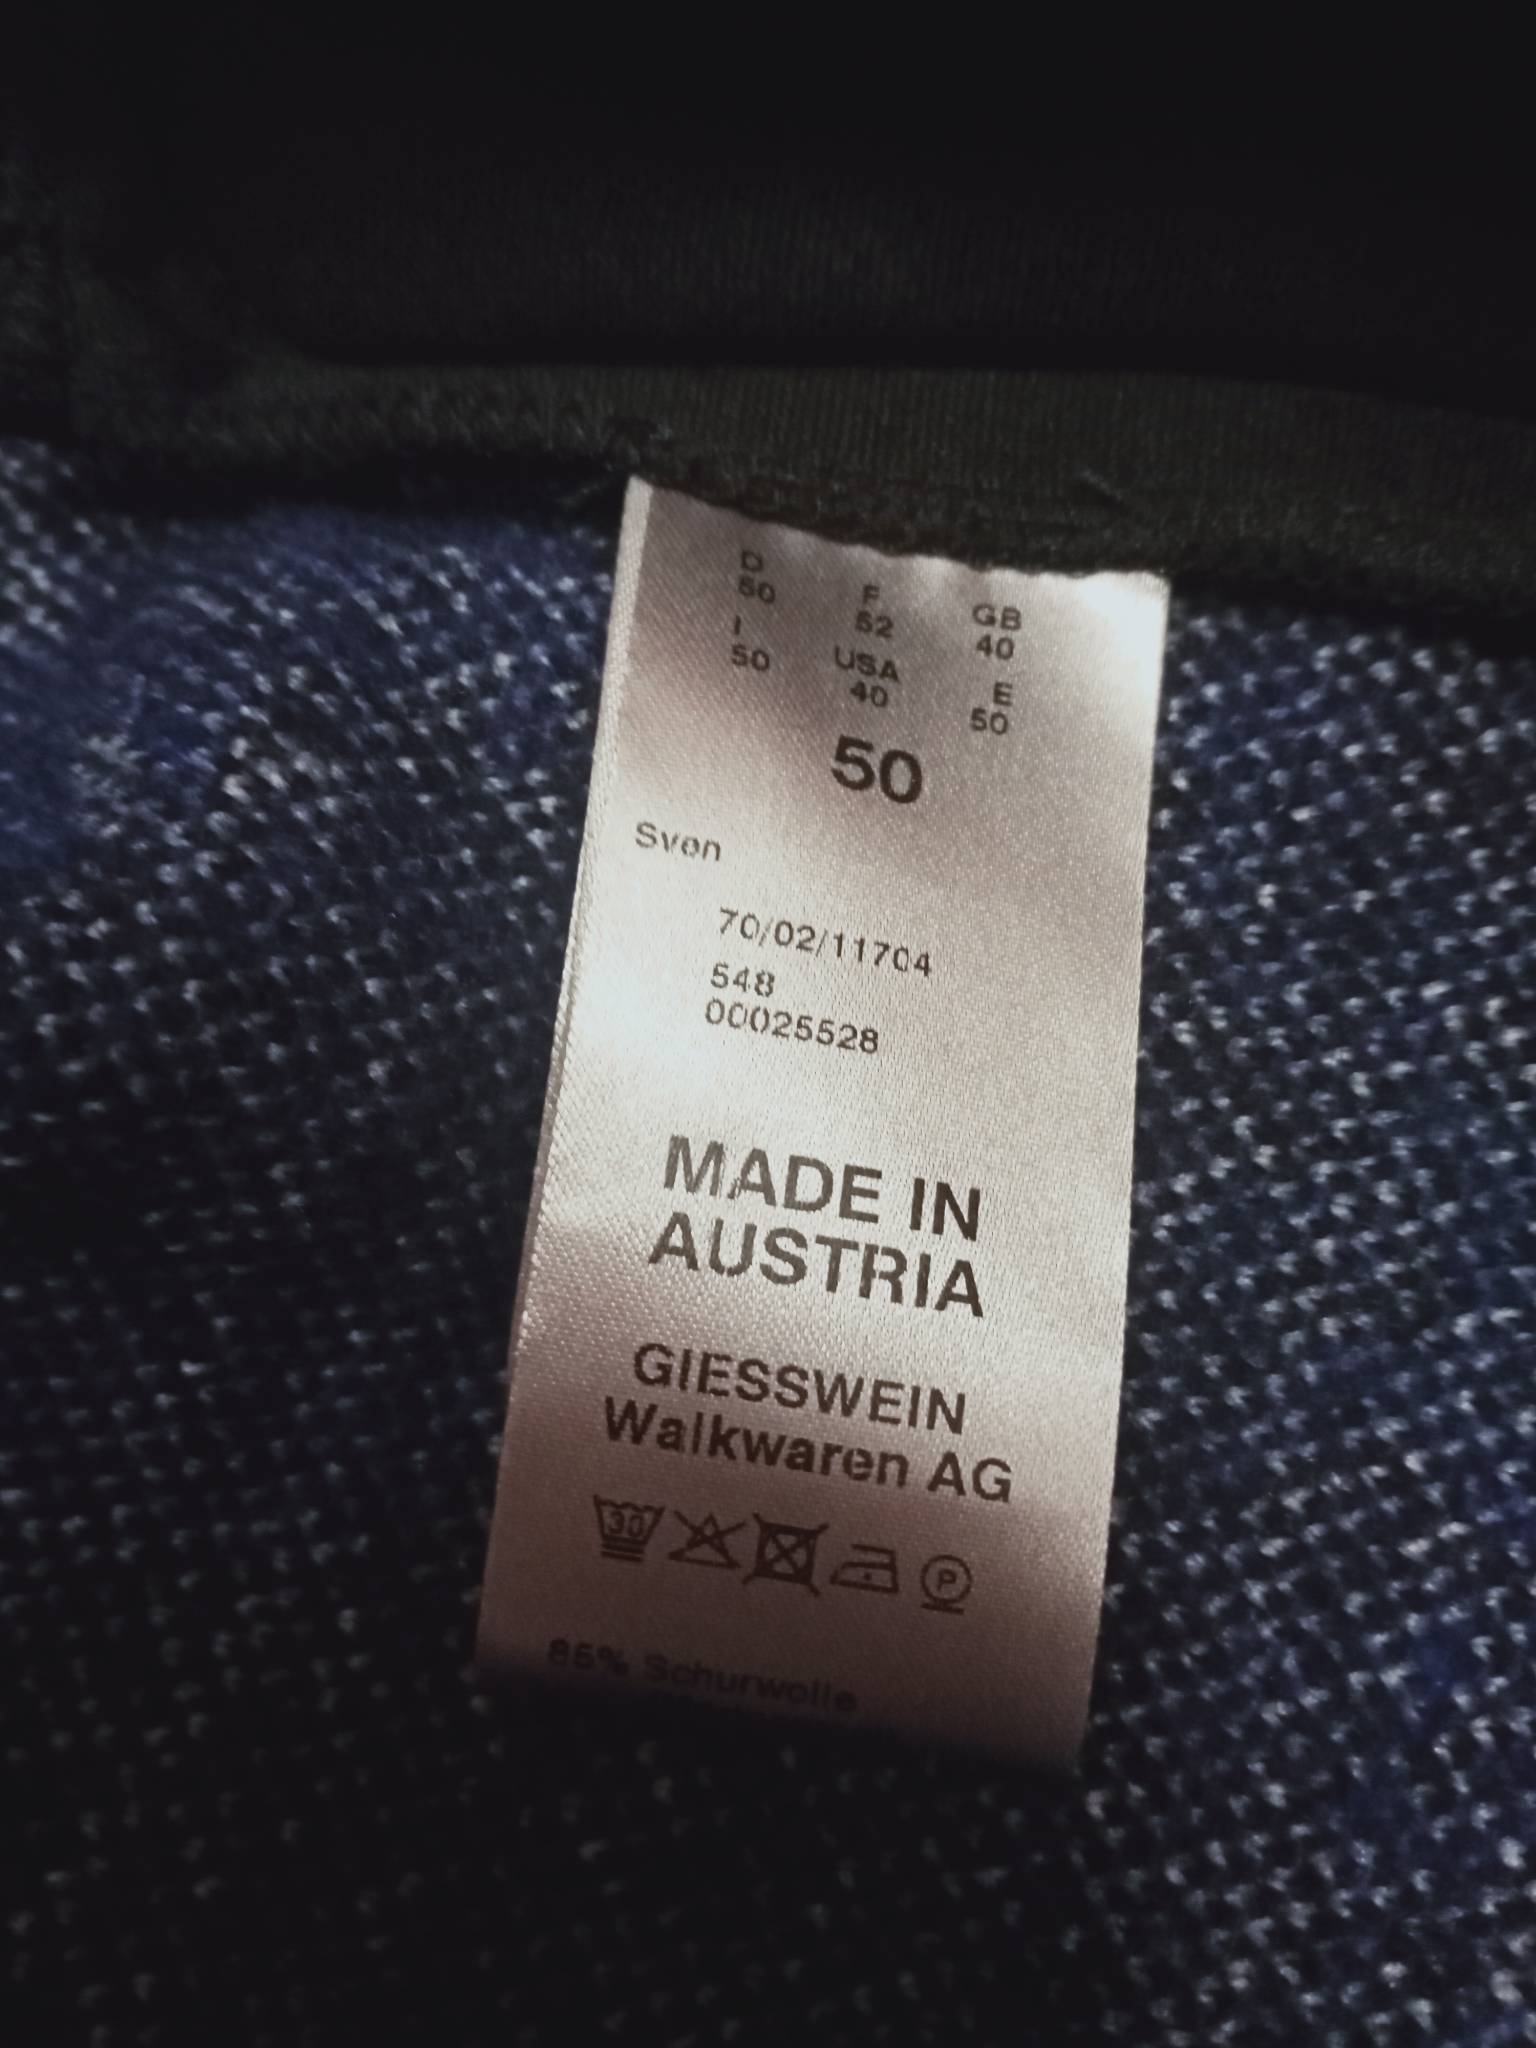 D F GB
50 52 40
I USA E
50 40 50
50
Sven
70/02/11704
548
00025528
MADE IN
AUSTRIA
GIESSWEIN
Walkwaren AG
30 P
85% Schurwolle